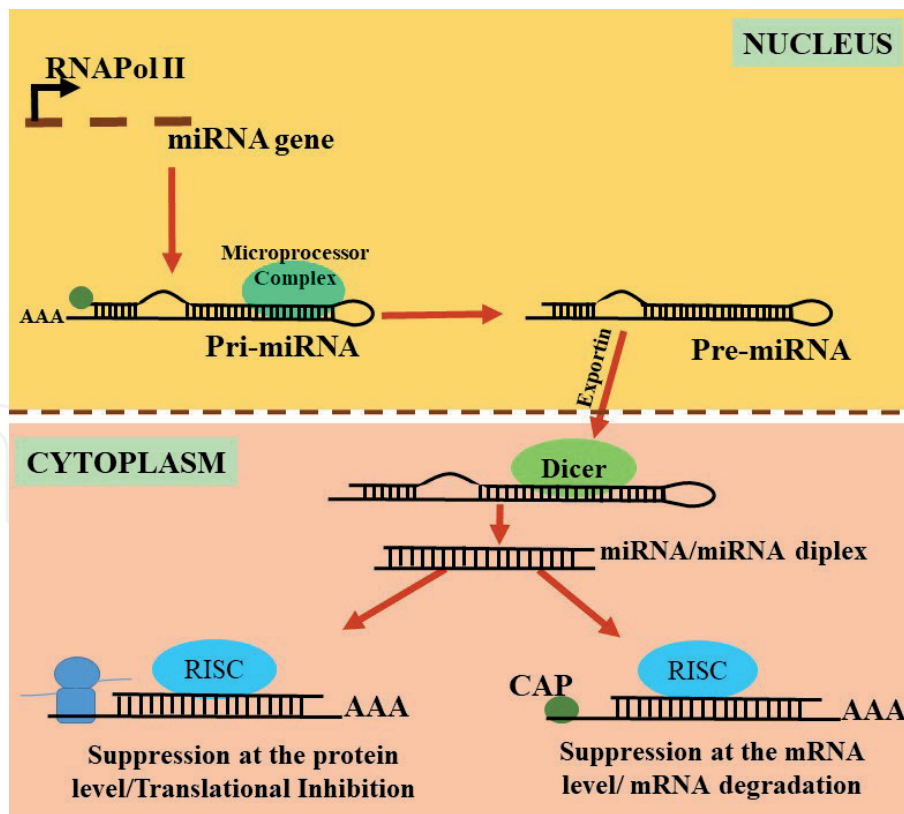 NUCLEUS
RNAPol II
miRNA gene
Microprocessor
Complex
AAA
Pri-miRNA
Pre-miRNA
Exportin
CYTOPLASM
Dicer
miRNA/miRNA diplex
RISC
AAA
Suppression at the protein
level/Translational Inhibition
RISC
CAP
AAA
Suppression at the mRNA
level/ mRNA degradation